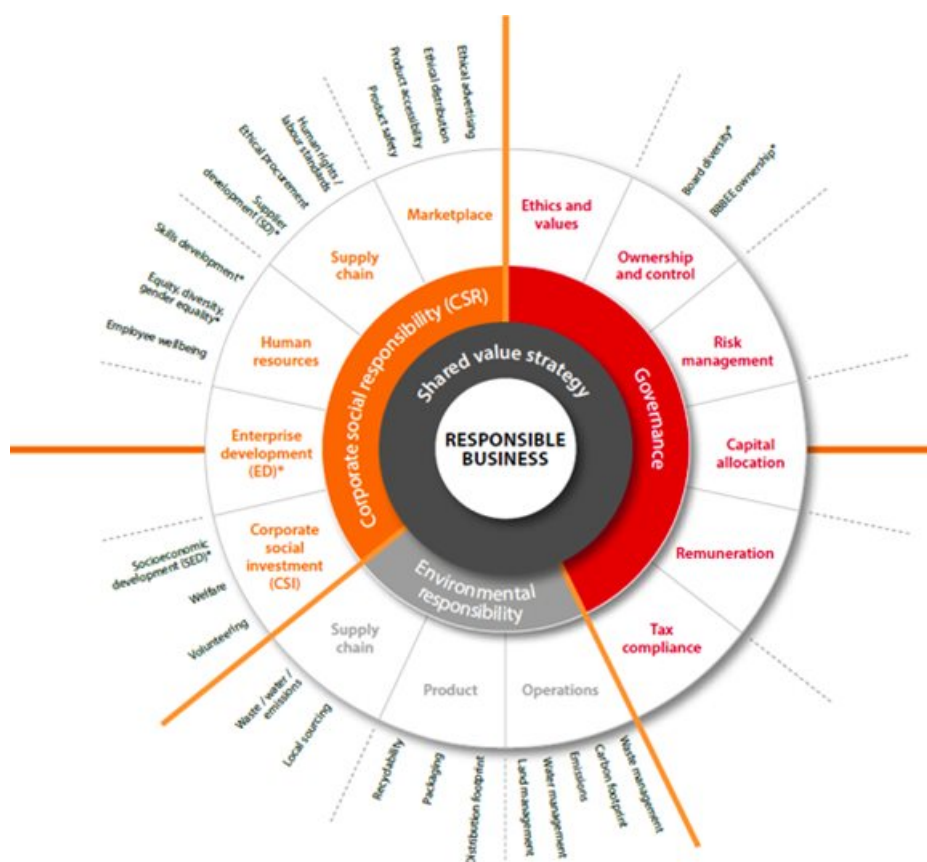 RESPONSIBLE
BUSINESS
Shared value strategy
Governance
Ethics and
values
Ownership
and control
Board diversity*
BBBEE ownership*
Risk
management
Capital
allocation
Remuneration
Tax
compliance
Environmental
responsibility
Operations
Waste management
Carbon footprint
Emissions
Water management
Land management
Product
Distribution footprint
Packaging
Recyclability
Supply
chain
Local sourcing
Waste / water /
emissions
Corporate social responsibility (CSR)
Corporate
social
investment
(CSI)
Volunteering
Welfare
Socioeconomic
development (SED)*
Enterprise
development
(ED)*
Human
resources
Employee wellbeing
Equity, diversity,
gender equality*
Skills development*
Supply
chain
Supplier
development (SD)*
Ethical procurement
Human rights /
labour standards
Marketplace
Product safety
Product accessibility
Ethical distribution
Ethical advertising